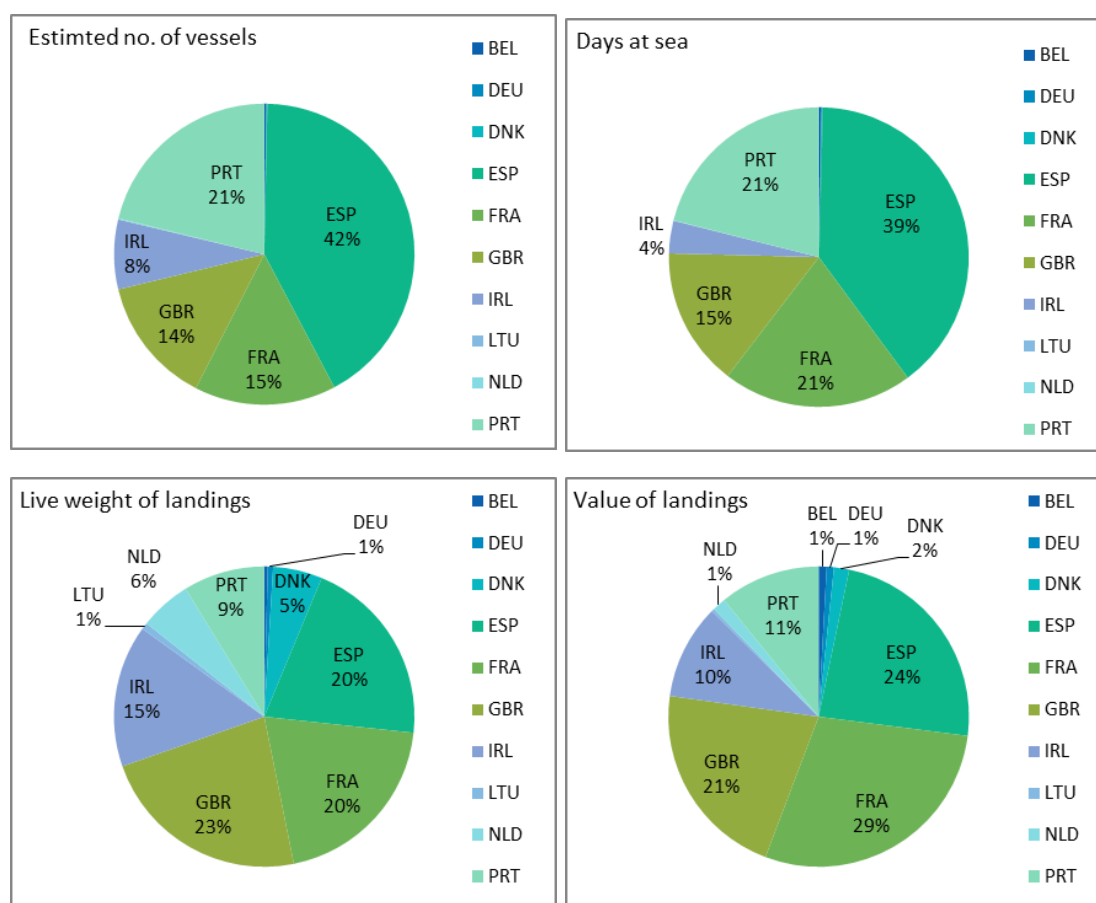 Estimted no. of vessels
BEL
DEU
DNK
ESP
FRA
GBR
IRL
LTU
NLD
PRT
PRT
21%
ESP
42%
IRL
8%
GBR
14%
FRA
15%
Days at sea
BEL
DEU
DNK
ESP
FRA
GBR
IRL
LTU
NLD
PRT
PRT
21%
ESP
39%
IRL
4%
GBR
15%
FRA
21%
Live weight of landings
BEL
DEU
DNK
ESP
FRA
GBR
IRL
LTU
NLD
PRT
DEU
1%
NLD
6%
PRT
9%
DNK
5%
LTU
1%
ESP
20%
IRL
15%
FRA
20%
GBR
23%
Value of landings
BEL
DEU
DNK
ESP
FRA
GBR
IRL
LTU
NLD
PRT
BEL
1%
DEU
1%
DNK
2%
NLD
1%
PRT
11%
ESP
24%
IRL
10%
GBR
21%
FRA
29%